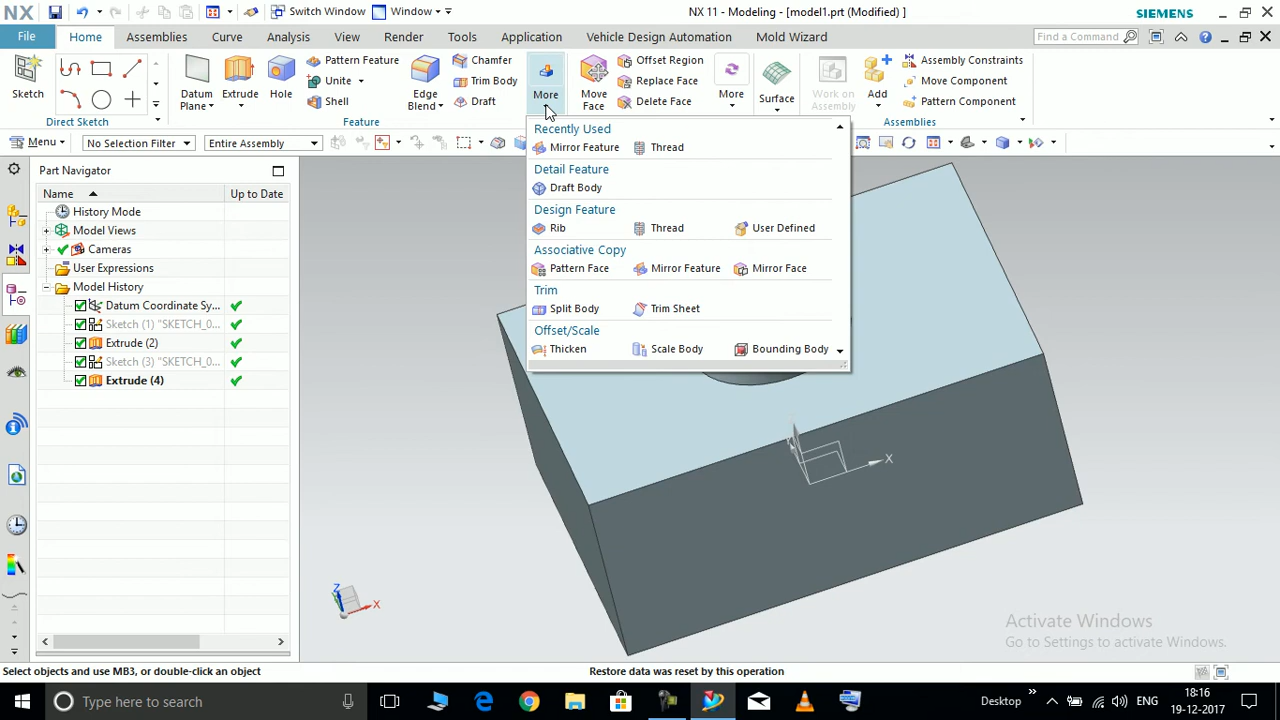 NX
Switch Window
Window
NX 11 - Modeling - [model1.prt (Modified) ]
SIEMENS
File
Home
Assemblies
Curve
Analysis
View
Render
Tools
Application
Vehicle Design Automation
Mold Wizard
Find a Command
Sketch
Datum Plane
Extrude
Hole
Pattern Feature
Unite
Shell
Edge Blend
Chamfer
Trim Body
Draft
More
Move Face
Offset Region
Replace Face
Delete Face
More
Surface
Work on Assembly
Add
Assembly Constraints
Move Component
Pattern Component
Direct Sketch
Feature
Assemblies
Menu
No Selection Filter
Entire Assembly
Recently Used
Mirror Feature
Thread
Detail Feature
Draft Body
Design Feature
Rib
Thread
User Defined
Associative Copy
Pattern Face
Mirror Feature
Mirror Face
Trim
Split Body
Trim Sheet
Offset/Scale
Thicken
Scale Body
Bounding Body
Part Navigator
Name
Up to Date
History Mode
Model Views
Cameras
User Expressions
Model History
Datum Coordinate Sy...
Sketch (1) "SKETCH_0...
Extrude (2)
Sketch (3) "SKETCH_0...
Extrude (4)
X
Z
X
Activate Windows
Go to Settings to activate Windows.
Select objects and use MB3, or double-click an object
Restore data was reset by this operation
Type here to search
Desktop
ENG
18:16
19-12-2017